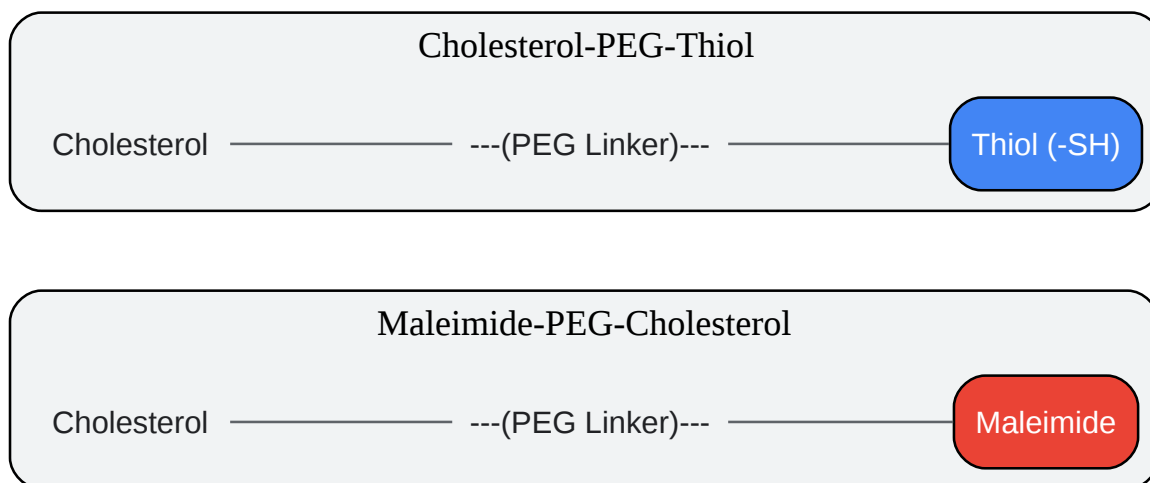 Cholesterol-PEG-Thiol
Cholesterol ---(PEG Linker)--- Thiol (-SH)
Maleimide-PEG-Cholesterol
Cholesterol ---(PEG Linker)--- Maleimide